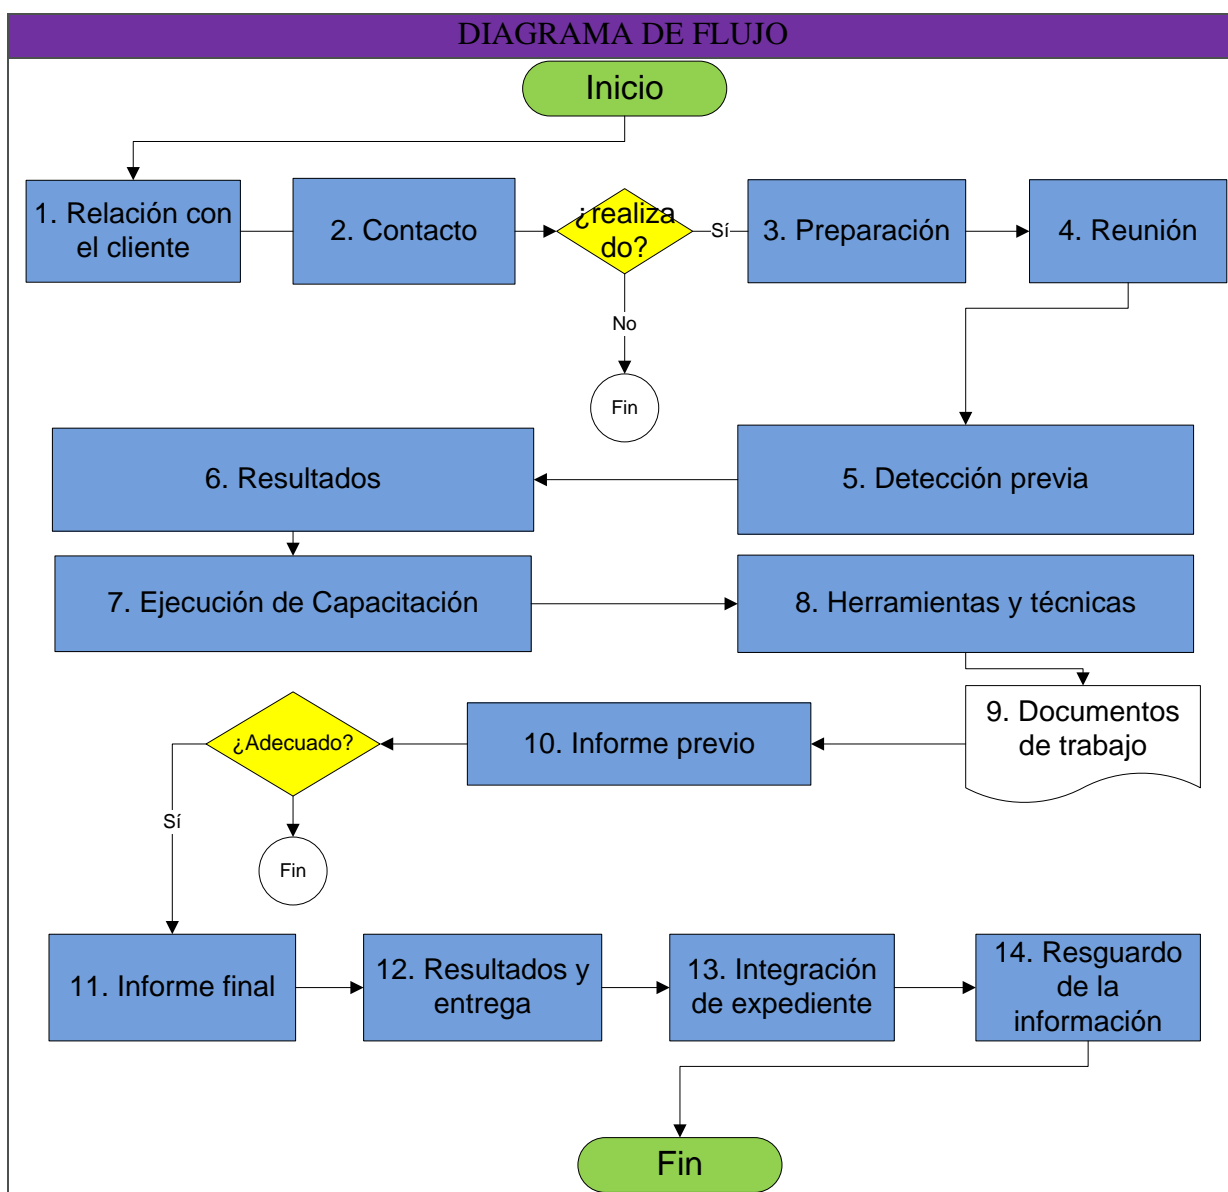 DIAGRAMA DE FLUJO
Inicio
1. Relación con
el cliente
2. Contacto
¿realiza
do?
Sí
3. Preparación
4. Reunión
No
Fin
6. Resultados
5. Detección previa
7. Ejecución de Capacitación
8. Herramientas y técnicas
9. Documentos
de trabajo
10. Informe previo
¿Adecuado?
Sí
Fin
11. Informe final
12. Resultados y
entrega
13. Integración
de expediente
14. Resguardo
de la
información
Fin